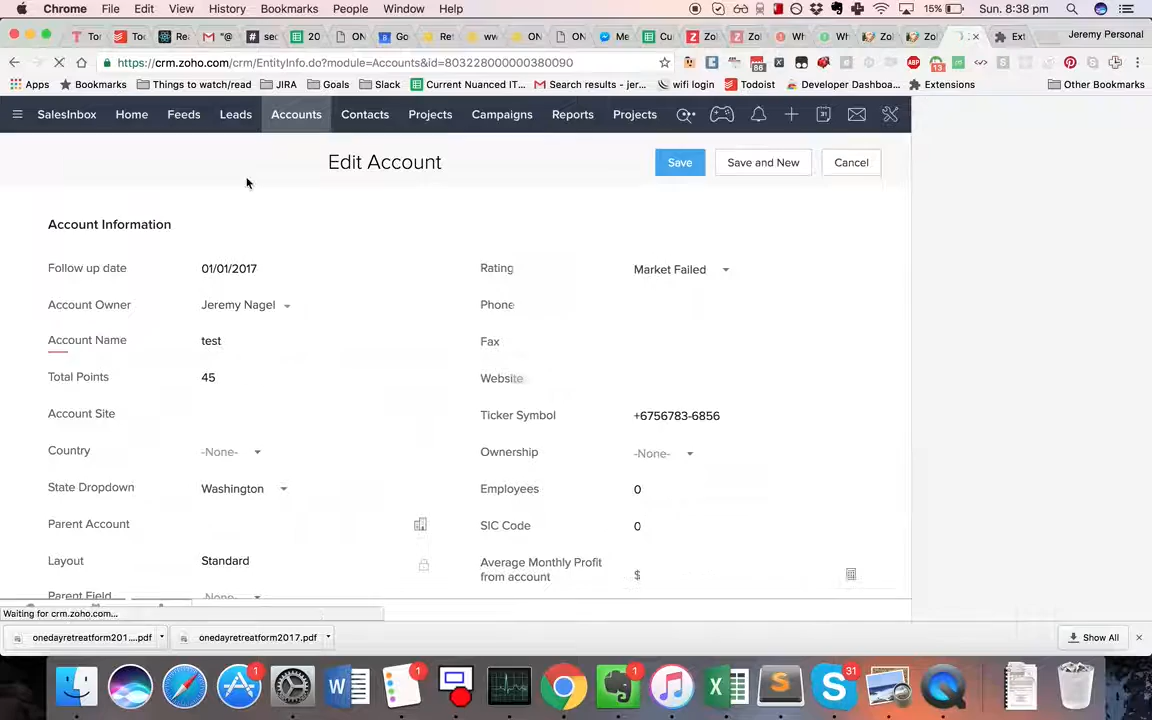 Chrome File Edit View History Bookmarks People Window Help 15% Sun. 8:38 pm
Jeremy Personal
https://crm.zoho.com/crm/EntityInfo.do?module=Accounts&id=803228000000380090
Apps Bookmarks Things to watch/read JIRA Goals Slack Current Nuanced IT... Search results - jer... wifi login Todoist Developer Dashboa... Extensions Other Bookmarks
SalesInbox Home Feeds Leads Accounts Contacts Projects Campaigns Reports Projects
Edit Account Save Save and New Cancel
Account Information
Follow up date 01/01/2017 Rating Market Failed
Account Owner Jeremy Nagel Phone
Account Name test Fax
Total Points 45 Website
Account Site Ticker Symbol +6756783-6856
Country -None- Ownership -None-
State Dropdown Washington Employees 0
Parent Account SIC Code 0
Layout Standard Average Monthly Profit
from account $
Parent Field -None-
Waiting for crm.zoho.com...
onedayretreatform201....pdf onedayretreatform2017.pdf Show All